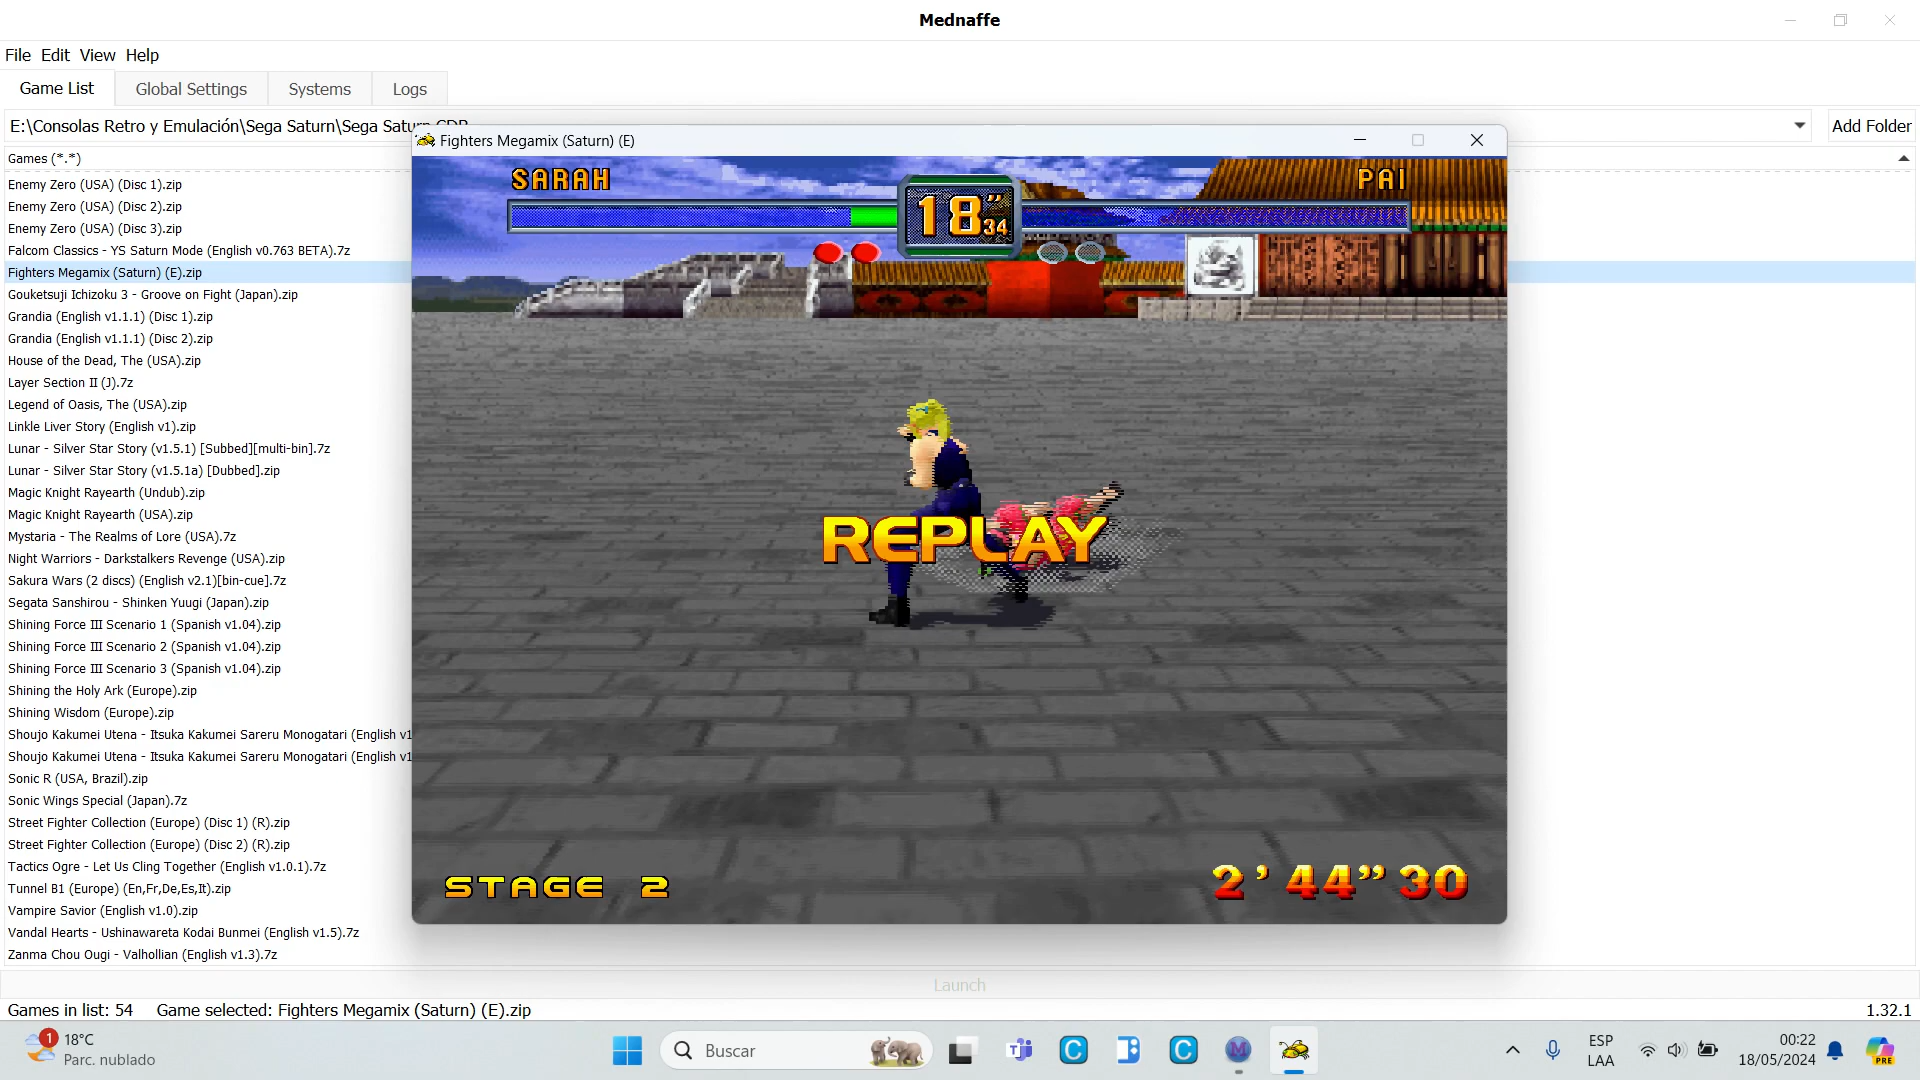 Mednaffe
File Edit View Help
Game List Global Settings Systems Logs
E:\Consolas Retro y Emulación\Sega Saturn\Sega Saturn CDR
Add Folder
Games (*.*)
Enemy Zero (USA) (Disc 1).zip
Enemy Zero (USA) (Disc 2).zip
Enemy Zero (USA) (Disc 3).zip
Falcom Classics - YS Saturn Mode (English v0.763 BETA).7z
Fighters Megamix (Saturn) (E).zip
Gouketsuji Ichizoku 3 - Groove on Fight (Japan).zip
Grandia (English v1.1.1) (Disc 1).zip
Grandia (English v1.1.1) (Disc 2).zip
House of the Dead, The (USA).zip
Layer Section II (J).7z
Legend of Oasis, The (USA).zip
Linkle Liver Story (English v1).zip
Lunar - Silver Star Story (v1.5.1) [Subbed][multi-bin].7z
Lunar - Silver Star Story (v1.5.1a) [Dubbed].zip
Magic Knight Rayearth (Undub).zip
Magic Knight Rayearth (USA).zip
Mystaria - The Realms of Lore (USA).7z
Night Warriors - Darkstalkers Revenge (USA).zip
Sakura Wars (2 discs) (English v2.1)[bin-cue].7z
Segata Sanshirou - Shinken Yuugi (Japan).zip
Shining Force III Scenario 1 (Spanish v1.04).zip
Shining Force III Scenario 2 (Spanish v1.04).zip
Shining Force III Scenario 3 (Spanish v1.04).zip
Shining the Holy Ark (Europe).zip
Shining Wisdom (Europe).zip
Shoujo Kakumei Utena - Itsuka Kakumei Sareru Monogatari (English v1
Shoujo Kakumei Utena - Itsuka Kakumei Sareru Monogatari (English v1
Sonic R (USA, Brazil).zip
Sonic Wings Special (Japan).7z
Street Fighter Collection (Europe) (Disc 1) (R).zip
Street Fighter Collection (Europe) (Disc 2) (R).zip
Tactics Ogre - Let Us Cling Together (English v1.0.1).7z
Tunnel B1 (Europe) (En,Fr,De,Es,It).zip
Vampire Savior (English v1.0).zip
Vandal Hearts - Ushinawareta Kodai Bunmei (English v1.5).7z
Zanma Chou Ougi - Valhollian (English v1.3).7z
Fighters Megamix (Saturn) (E)
SARAH
PAI
18"34
REPLAY
STAGE 2
2'44"30
Launch
Games in list: 54 Game selected: Fighters Megamix (Saturn) (E).zip
1.32.1
1
18°C
Parc. nublado
Buscar
ESP
LAA
00:22
18/05/2024
PRE